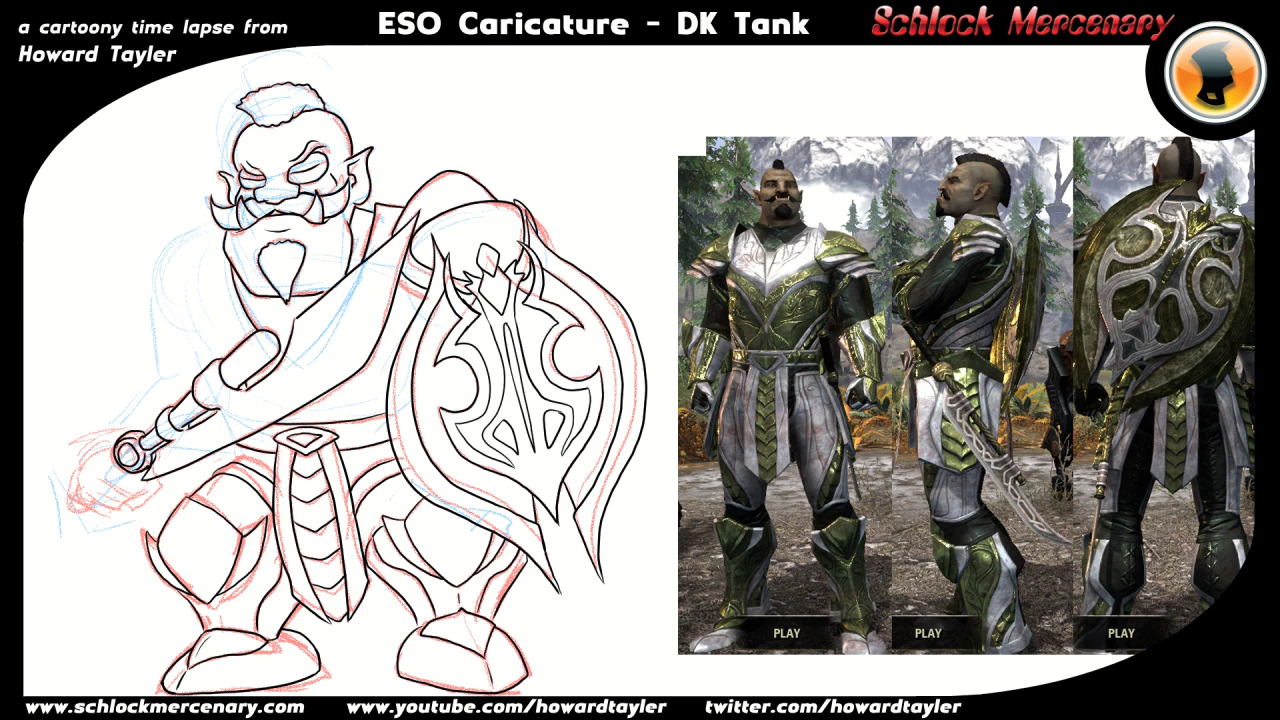 a cartoony time lapse from
Howard Tayler
ESO Caricature - DK Tank
Schlock Mercenary
PLAY
PLAY
PLAY
www.schlockmercenary.com
www.youtube.com/howardtayler
twitter.com/howardtayler